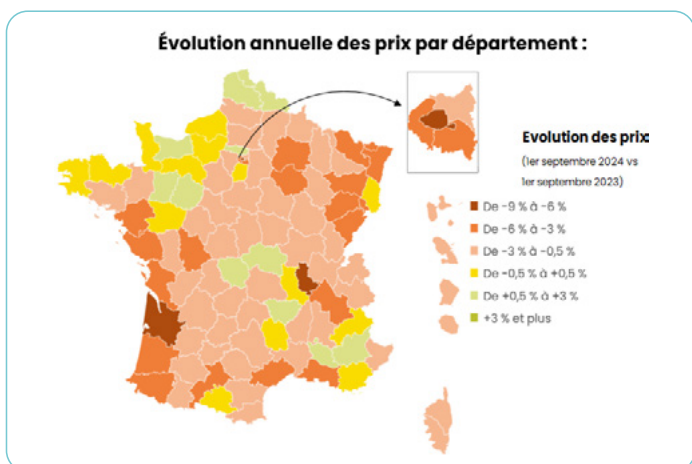 Évolution annuelle des prix par département :
Evolution des prix
(1er septembre 2024 vs
1er septembre 2023)
De -9 % à -6 %
De -6 % à -3 %
De -3 % à -0,5 %
De -0,5 % à +0,5 %
De +0,5 % à +3 %
+3 % et plus